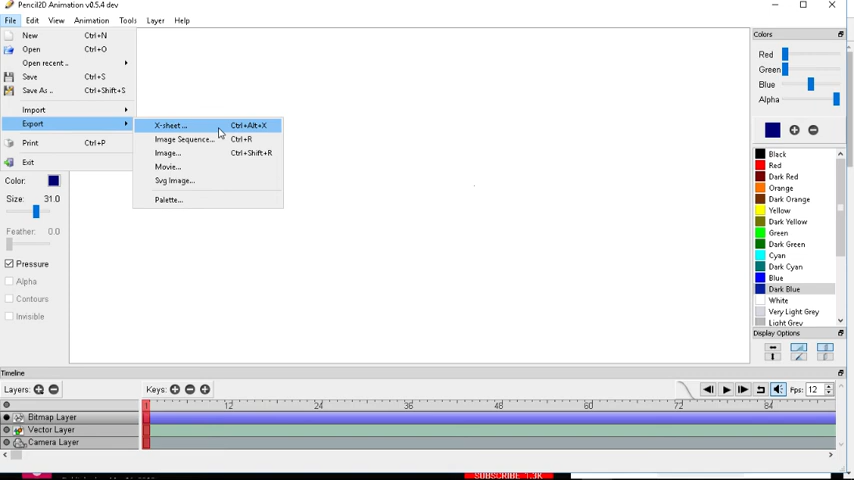 Pencil2D Animation v0.5.4 dev
File Edit View Animation Tools Layer Help
New Ctrl+N
Open Ctrl+O
Open recent ..
Save Ctrl+S
Save As .. Ctrl+Shift+S
Import
Export
Print Ctrl+P
Exit
X-sheet ... Ctrl+Alt+X
Image Sequence... Ctrl+R
Image... Ctrl+Shift+R
Movie...
Svg Image...
Palette...
Color:
Size: 31.0
Feather: 0.0
Pressure
Alpha
Contours
Invisible
Colors
Red
Green
Blue
Alpha
Black
Red
Dark Red
Orange
Dark Orange
Yellow
Dark Yellow
Green
Dark Green
Cyan
Dark Cyan
Blue
Dark Blue
White
Very Light Grey
Light Grey
Display Options
Timeline
Layers: Keys: Fps: 12
1 12 24 36 48 60 72 84
Bitmap Layer
Vector Layer
Camera Layer
SUBSCRIBE 1.3K